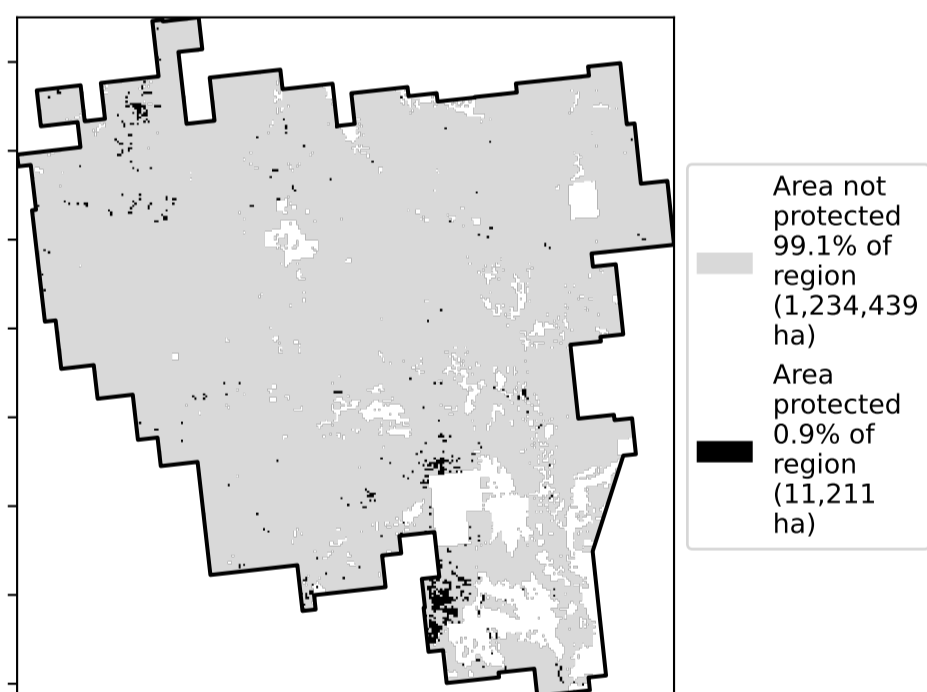 Area not
protected
99.1% of
region
(1,234,439
ha)
Area
protected
0.9% of
region
(11,211
ha)